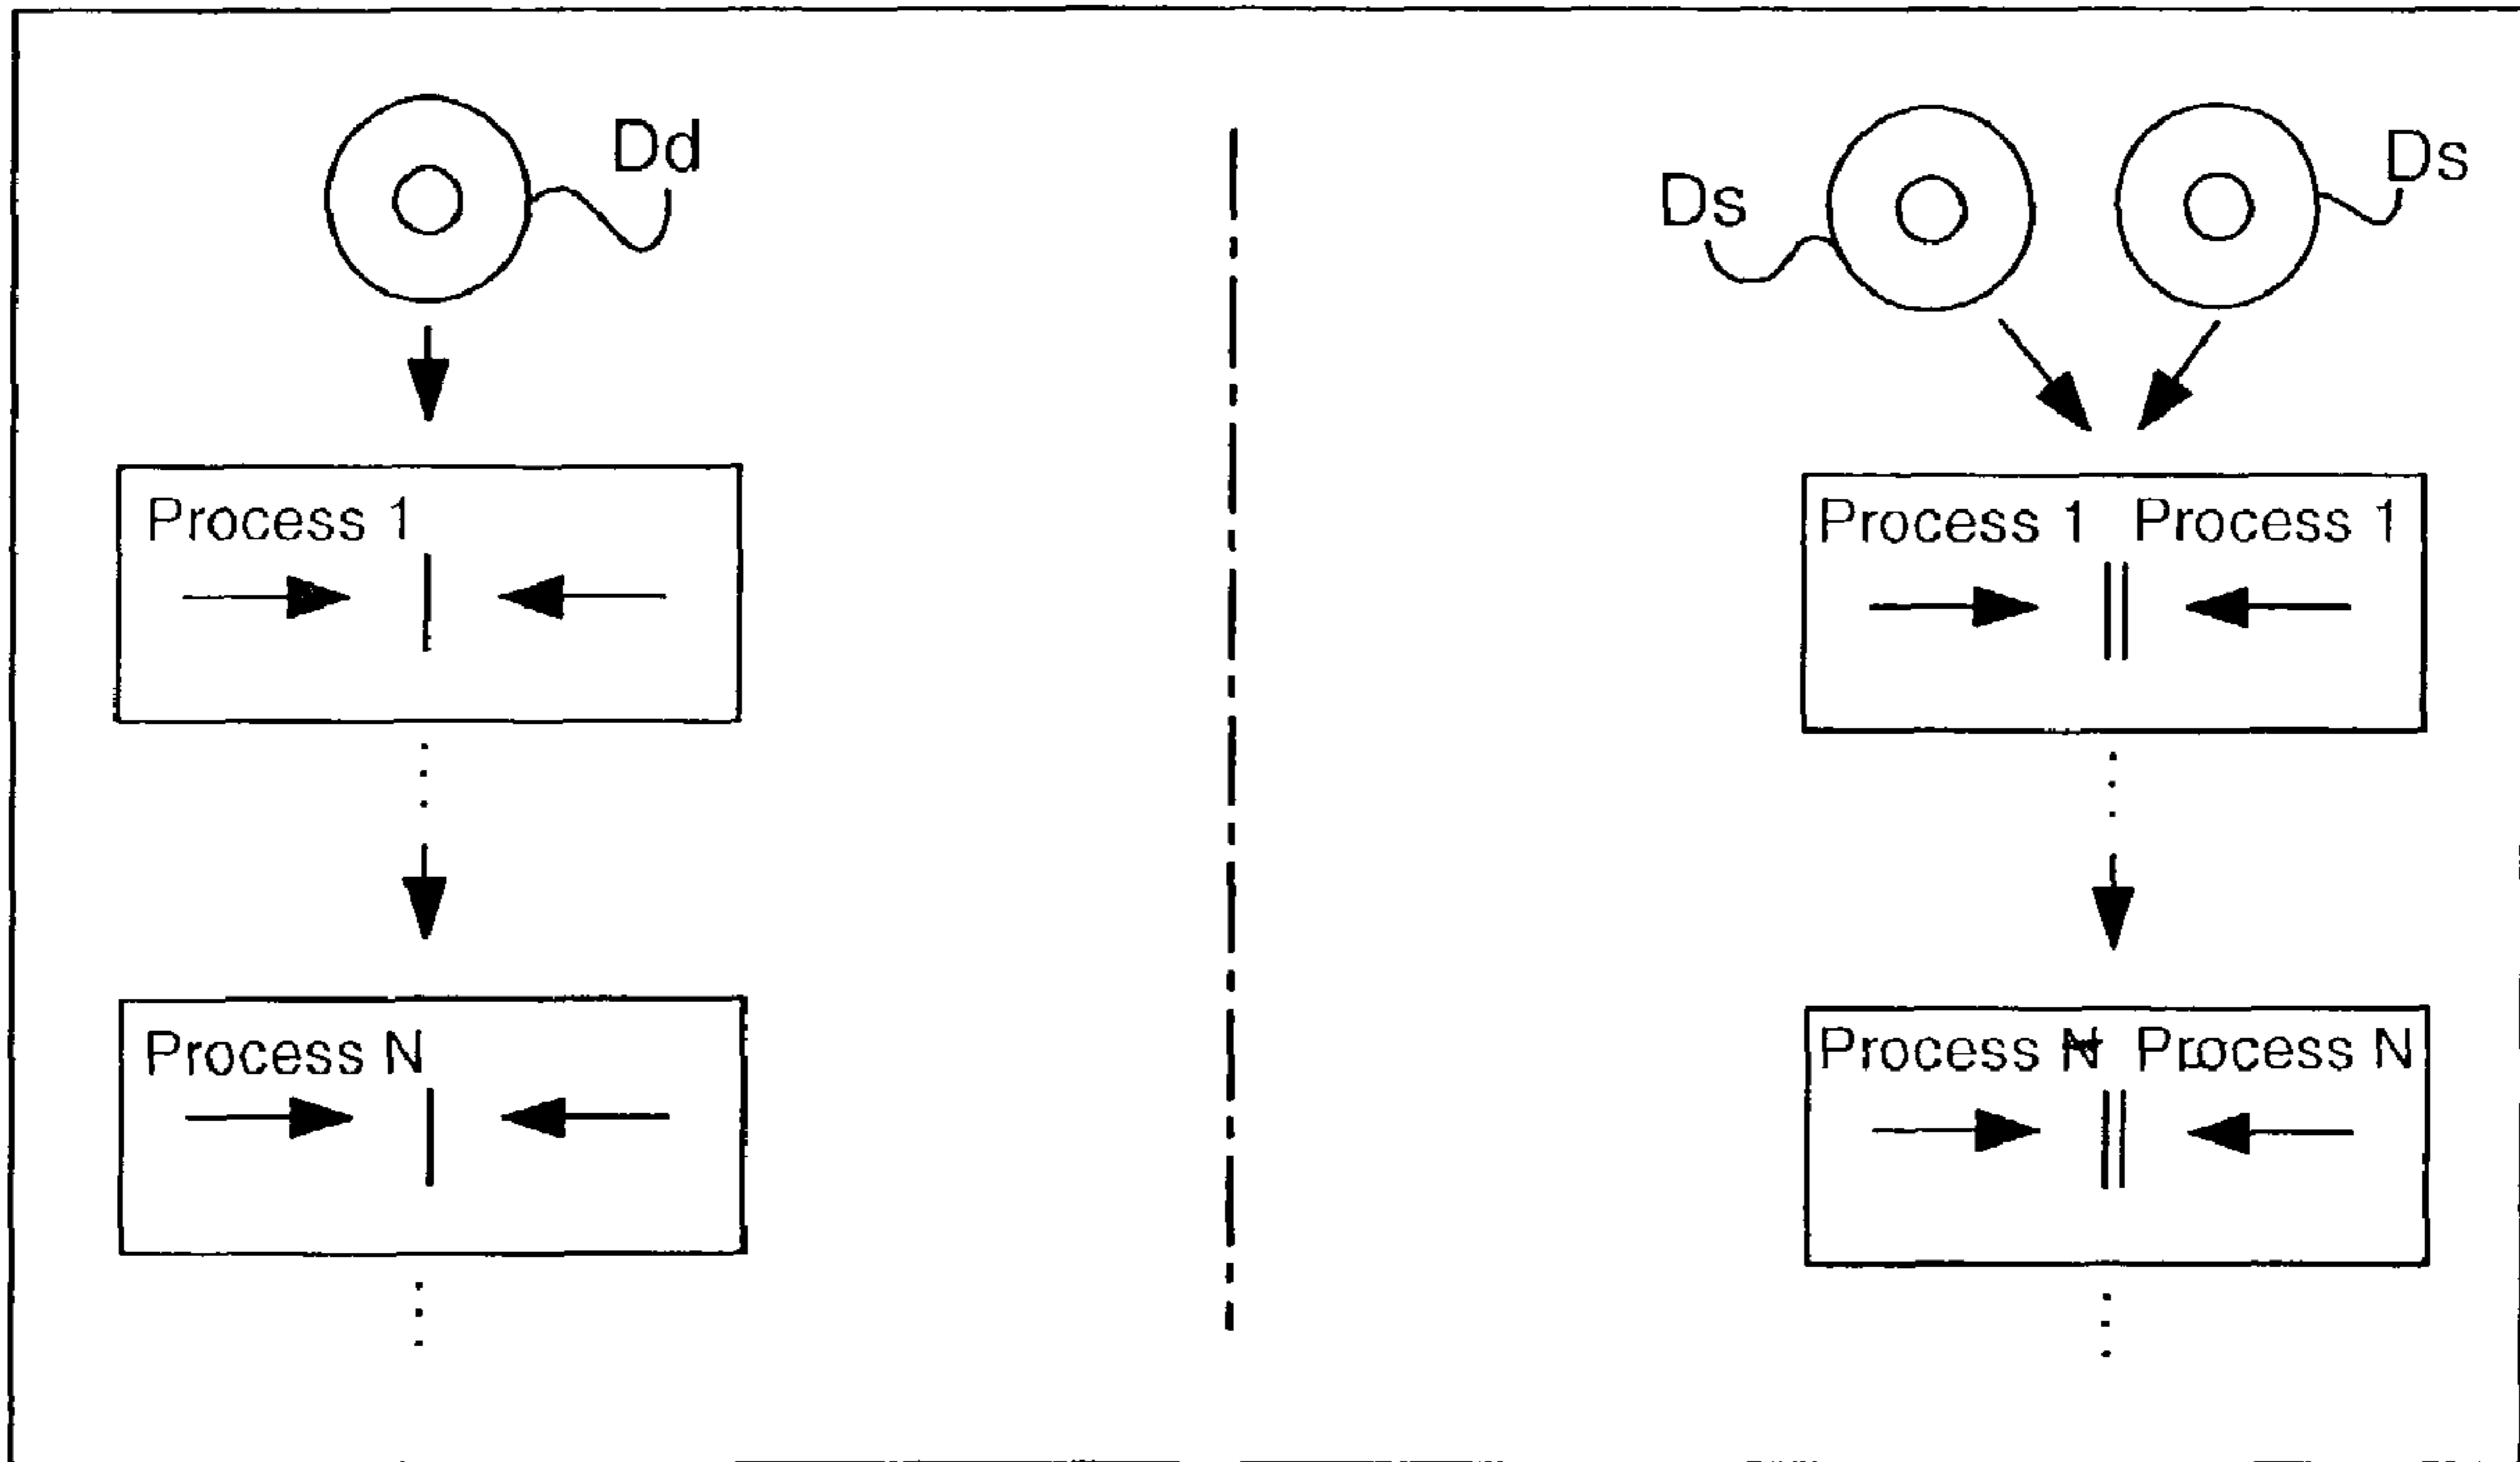 Dd
Process 1
Process N
Ds
Ds
Process 1 Process 1
Process N Process N